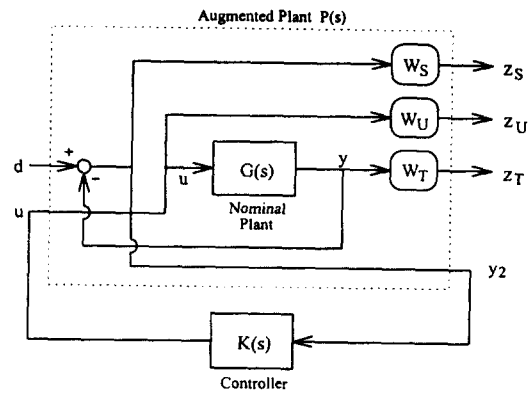 Augmented Plant P(s)
W_S
z_S
W_U
z_U
+
d
-
u
G(s)
y
W_T
z_T
u
Nominal
Plant
y_2
K(s)
Controller